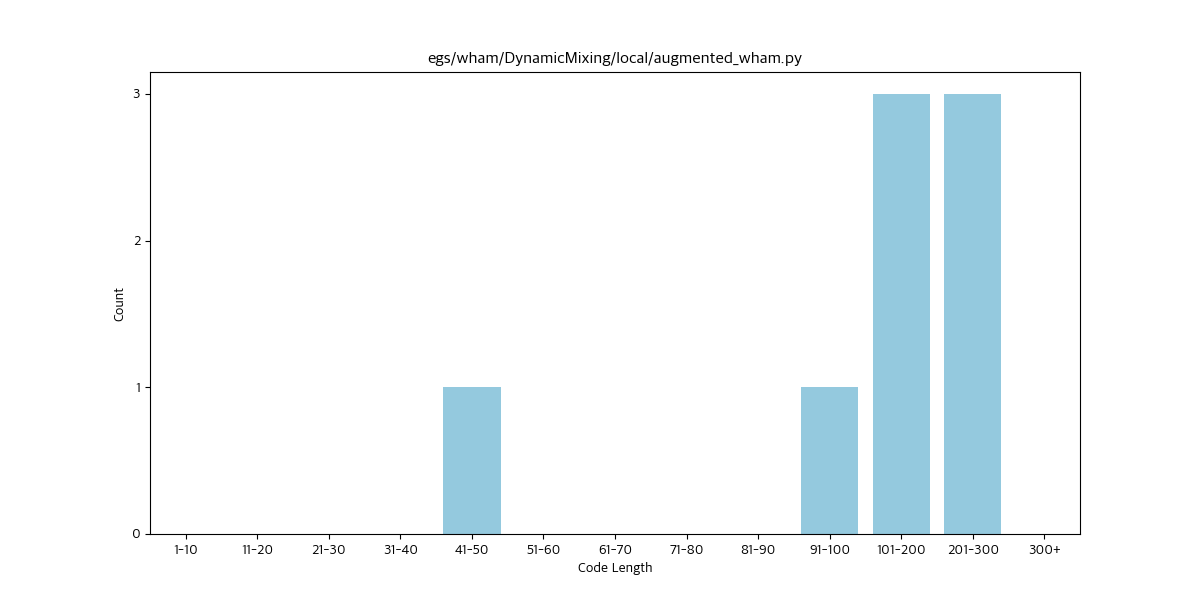 egs/wham/DynamicMixing/local/augmented_wham.py
3
2
1
0
Count
1-10 11-20 21-30 31-40 41-50 51-60 61-70 71-80 81-90 91-100 101-200 201-300 300+
Code Length